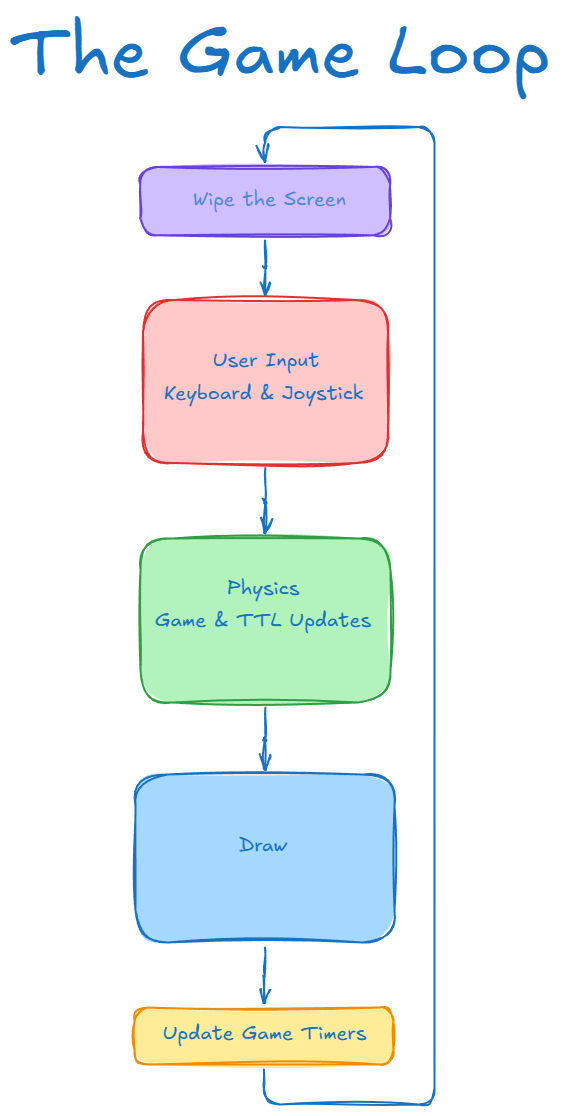 The Game Loop
Wipe the Screen
User Input
Keyboard & Joystick
Physics
Game & TTL Updates
Draw
Update Game Timers